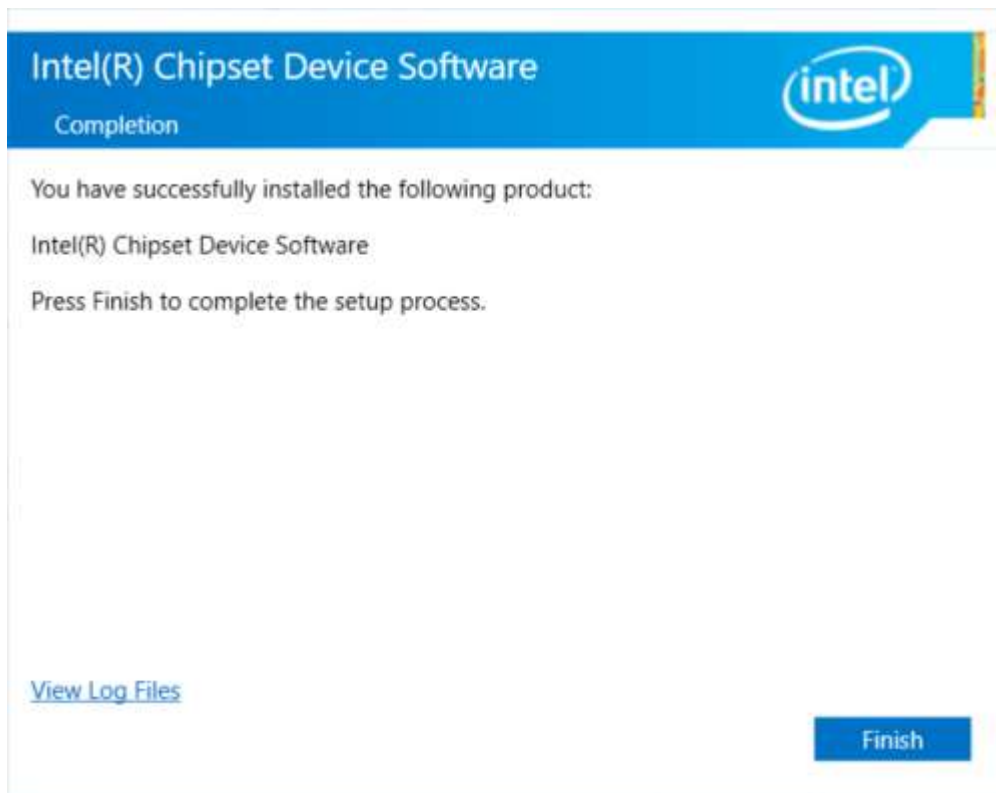 Intel(R) Chipset Device Software
intel
Completion
You have successfully installed the following product:
Intel(R) Chipset Device Software
Press Finish to complete the setup process.
View Log Files
Finish